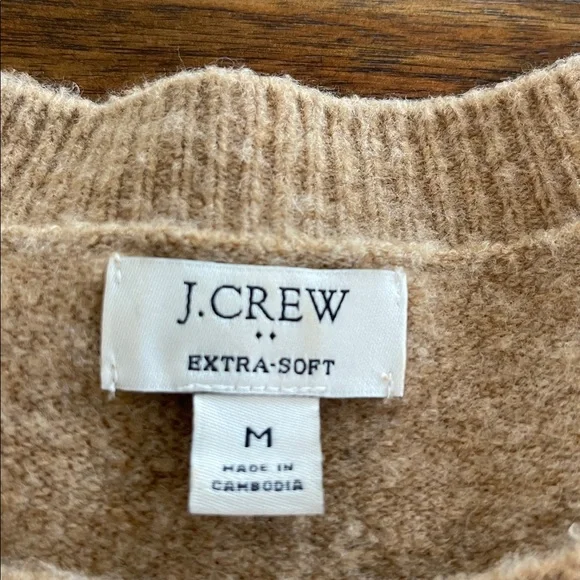 J.CREW
EXTRA-SOFT
M
MADE IN
CAMBODIA